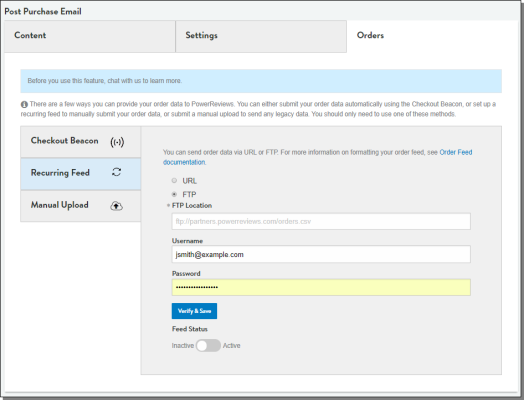 Post Purchase Email
Content
Settings
Orders
Before you use this feature, chat with us to learn more.
There are a few ways you can provide your order data to PowerReviews. You can either submit your order data automatically using the Checkout Beacon, or set up a
recurring feed to manually submit your order data, or submit a manual upload to send any legacy data. You should only need to use one of these methods.
Checkout Beacon
Recurring Feed
Manual Upload
You can send order data via URL or FTP. For more information on formatting your order feed, see Order Feed
documentation.
URL
FTP
* FTP Location
ftp://partners.powerreviews.com/orders.csv
Username
jsmith@example.com
Password
Verify & Save
Feed Status
Inactive Active